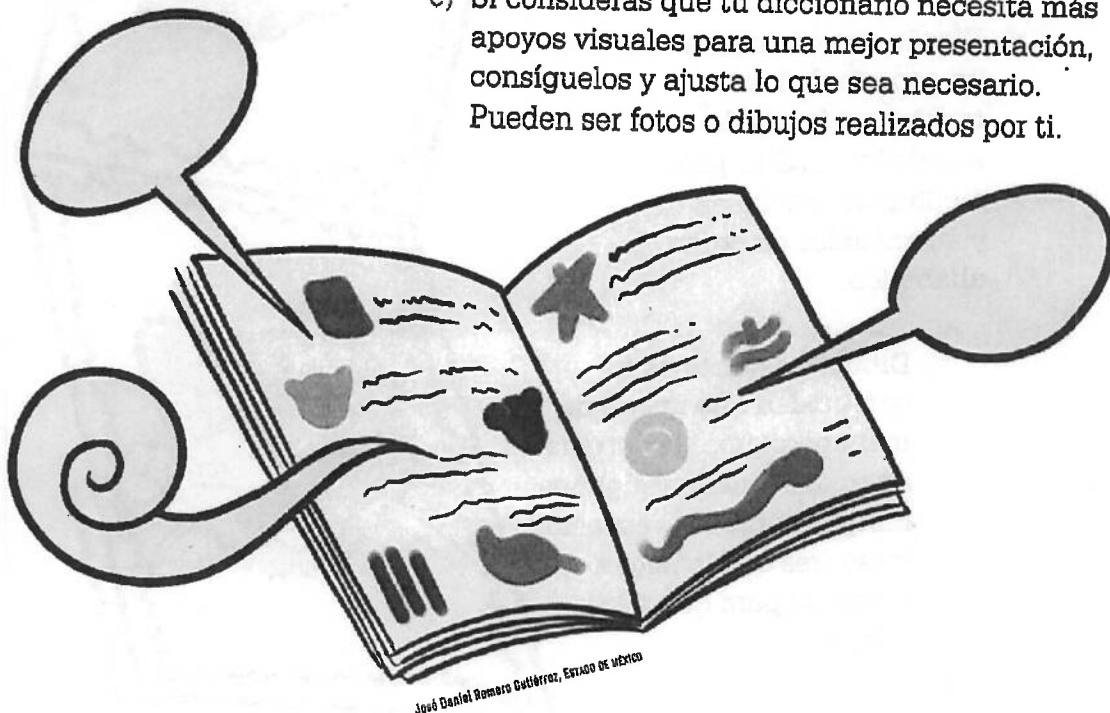 c) Si consideras que tu diccionario necesita más
apoyos visuales para una mejor presentación,
consíguelos y ajusta lo que sea necesario.
Pueden ser fotos o dibujos realizados por ti.
José Daniel Romero Gutiérrez, ESTADO DE MÉXICO